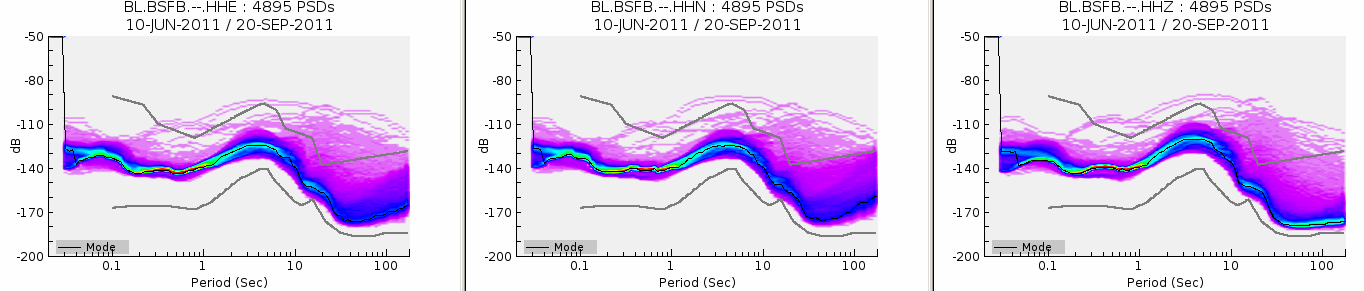 BL.BSFB.--.HHE : 4895 PSDs
10-JUN-2011 / 20-SEP-2011
-50
-80
-110
-140
-170
-200
dB
Mode
0.1
1
10
100
Period (Sec)
BL.BSFB.--.HHN : 4895 PSDs
10-JUN-2011 / 20-SEP-2011
-50
-80
-110
-140
-170
-200
dB
Mode
0.1
1
10
100
Period (Sec)
BL.BSFB.--.HHZ : 4895 PSDs
10-JUN-2011 / 20-SEP-2011
-50
-80
-110
-140
-170
-200
dB
Mode
0.1
1
10
100
Period (Sec)